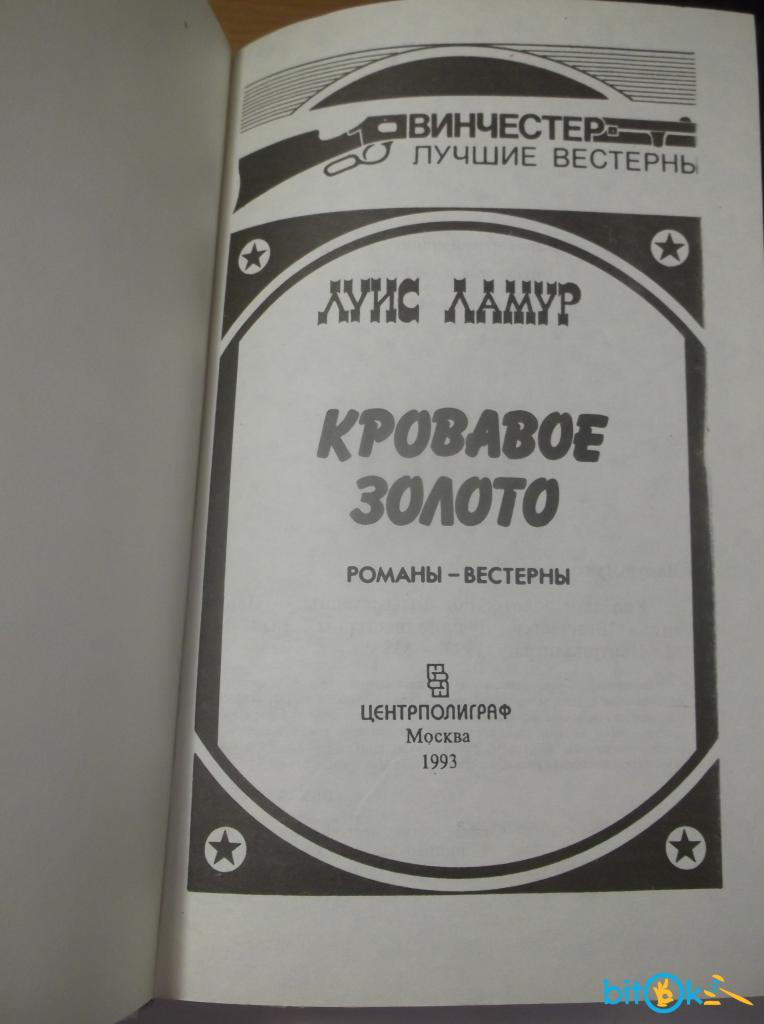 ВИНЧЕСТЕР
ЛУЧШИЕ ВЕСТЕРНЫ
ЛУИС ЛАМУР
КРОВАВОЕ
ЗОЛОТО
РОМАНЫ – ВЕСТЕРНЫ
ЦЕНТРПОЛИГРАФ
Москва
1993
bitOk